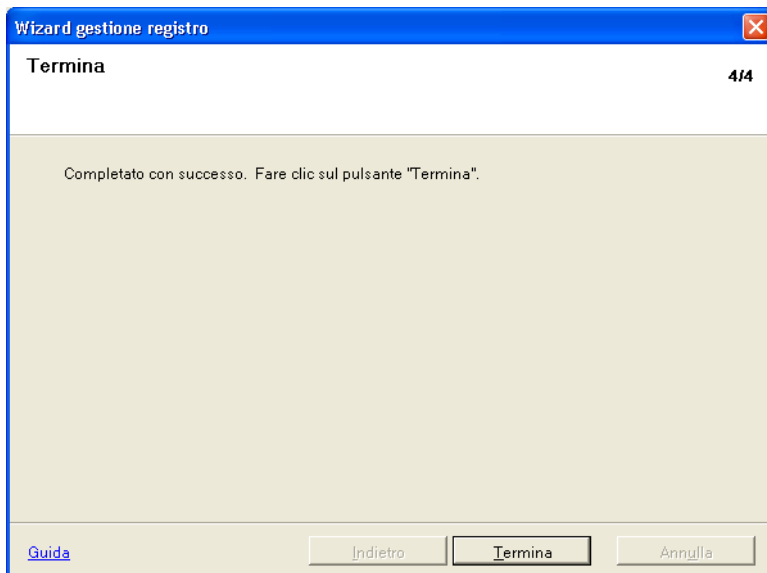 Wizard gestione registro
Termina
4/4
Completato con successo. Fare clic sul pulsante "Termina".
Guida
Indietro
Termina
Annulla